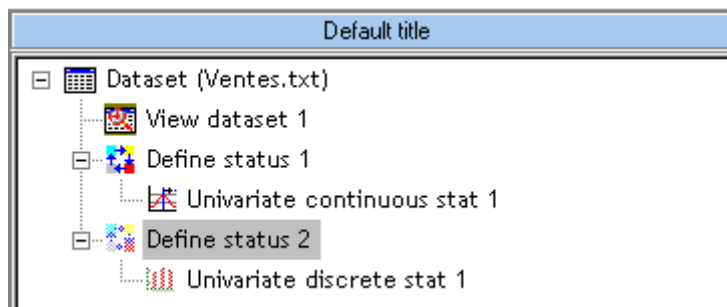 Default title
Dataset (Ventes.txt)
View dataset 1
Define status 1
Univariate continuous stat 1
Define status 2
Univariate discrete stat 1